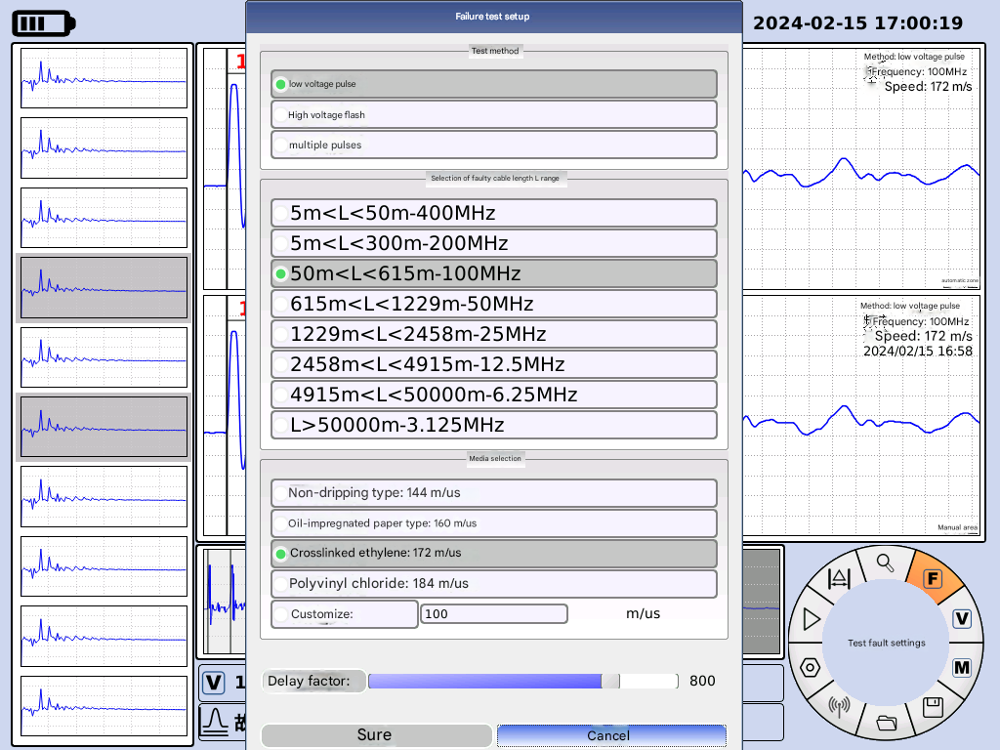 Failure test setup
2024-02-15 17:00:19
Test method
low voltage pulse
High voltage flash
multiple pulses
Selection of faulty cable length L range
5m<L<50m-400MHz
5m<L<300m-200MHz
50m<L<615m-100MHz
615m<L<1229m-50MHz
1229m<L<2458m-25MHz
2458m<L<4915m-12.5MHz
4915m<L<50000m-6.25MHz
L>50000m-3.125MHz
Media selection
Non-dripping type: 144 m/us
Oil-impregnated paper type: 160 m/us
Crosslinked ethylene: 172 m/us
Polyvinyl chloride: 184 m/us
Customize: 100 m/us
Delay factor: 800
Sure Cancel
Method: low voltage pulse
Frequency: 100MHz
Speed: 172 m/s
automatic zone
Method: low voltage pulse
Frequency: 100MHz
Speed: 172 m/s
2024/02/15 16:58
Manual area
F
V
M
Test fault settings
V